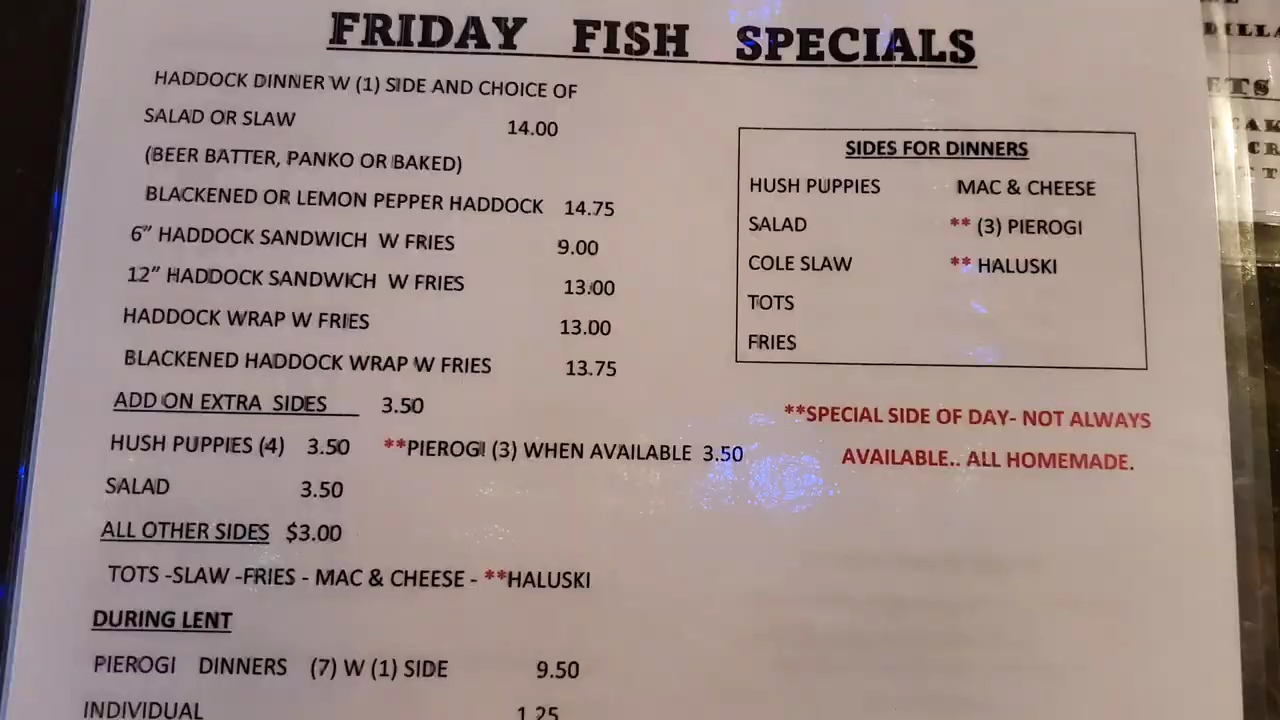 FRIDAY FISH SPECIALS
HADDOCK DINNER W (1) SIDE AND CHOICE OF
SALAD OR SLAW 14.00
(BEER BATTER, PANKO OR BAKED)
BLACKENED OR LEMON PEPPER HADDOCK 14.75
6” HADDOCK SANDWICH W FRIES 9.00
12” HADDOCK SANDWICH W FRIES 13.00
HADDOCK WRAP W FRIES 13.00
BLACKENED HADDOCK WRAP W FRIES 13.75
ADD ON EXTRA SIDES 3.50
HUSH PUPPIES (4) 3.50 **PIEROGI (3) WHEN AVAILABLE 3.50
SALAD 3.50
ALL OTHER SIDES $3.00
TOTS -SLAW -FRIES - MAC & CHEESE - **HALUSKI
DURING LENT
PIEROGI DINNERS (7) W (1) SIDE 9.50
INDIVIDUAL 1.25
SIDES FOR DINNERS
HUSH PUPPIES MAC & CHEESE
SALAD ** (3) PIEROGI
COLE SLAW ** HALUSKI
TOTS
FRIES
**SPECIAL SIDE OF DAY- NOT ALWAYS
AVAILABLE.. ALL HOMEMADE.